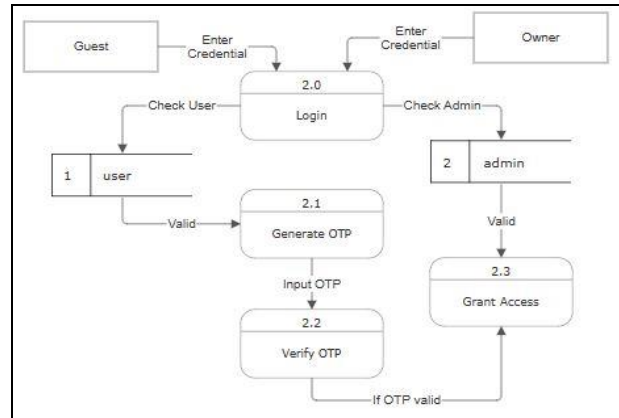 Guest
Enter
Credential
Enter
Credential
Owner
2.0
Login
Check User
Check Admin
1
user
2
admin
2.1
Generate OTP
Valid
Valid
Input OTP
2.3
Grant Access
2.2
Verify OTP
If OTP valid